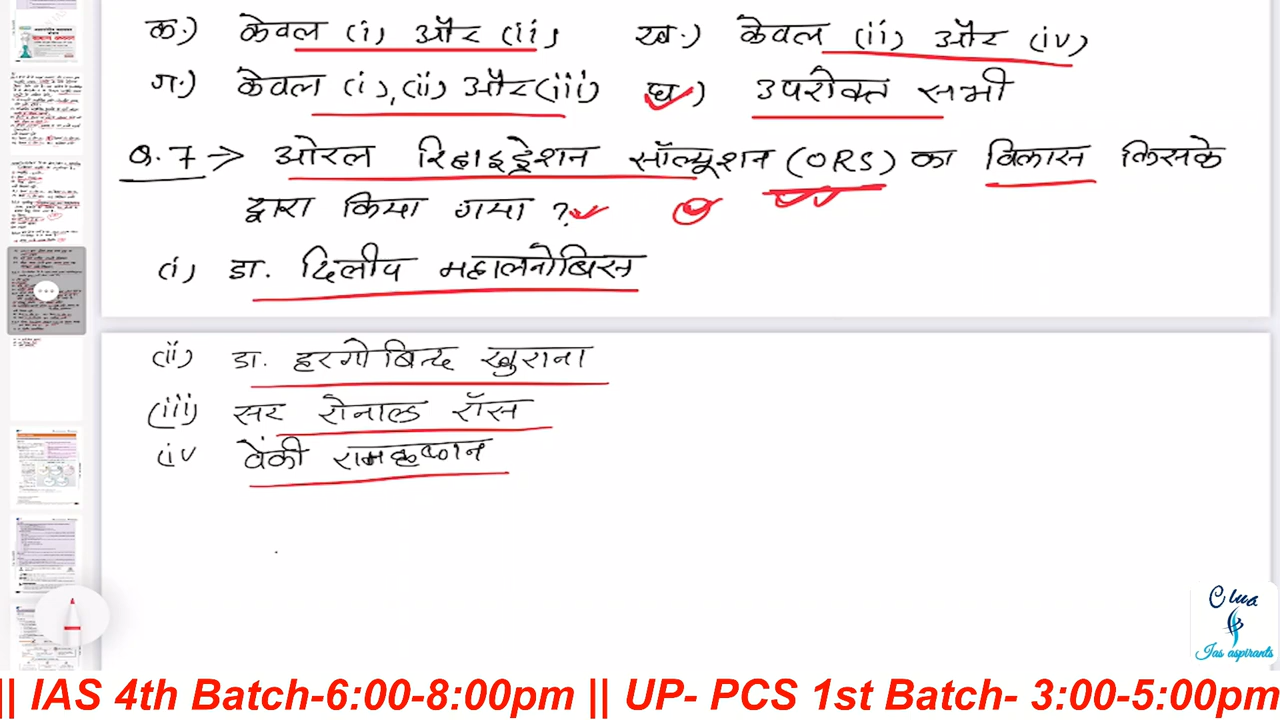 क.) केवल (i) और (ii) ख.) केवल (ii) और (iv)
ग.) केवल (i), (ii) और (iii) घ.) उपरोक्त सभी
Q.7 → ओरल रिहाइड्रेशन सॉल्यूशन (ORS) का विकास किसके
द्वारा किया गया ?
(i) डा. दिलीप महालनोबिस
(ii) डा. हरगोबिन्द खुराना
(iii) सर रोनाल्ड रॉस
(iv वेंकी रामकृष्णन
Clua
Ias aspirants
|| IAS 4th Batch-6:00-8:00pm || UP- PCS 1st Batch- 3:00-5:00pm